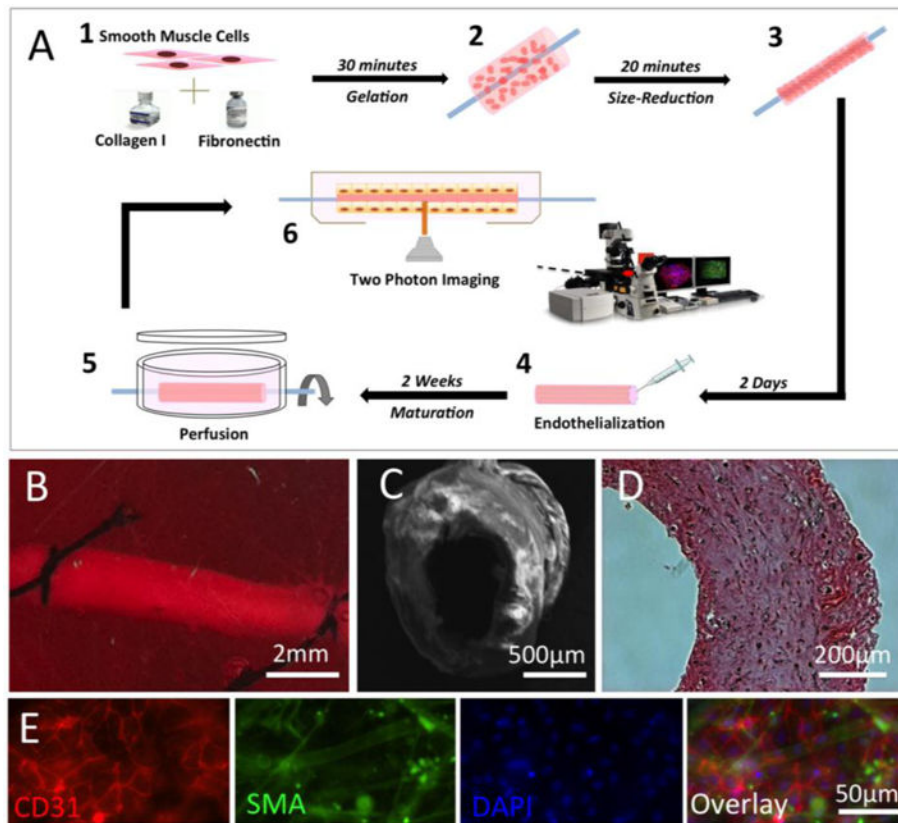 A
1
Smooth Muscle Cells
Collagen I
Fibronectin
30 minutes
Gelation
2
20 minutes
Size-Reduction
3
6
Two Photon Imaging
5
Perfusion
2 Weeks
Maturation
4
Endothelialization
2 Days
B
2mm
C
500µm
D
200µm
E
CD31
SMA
DAPI
Overlay
50µm